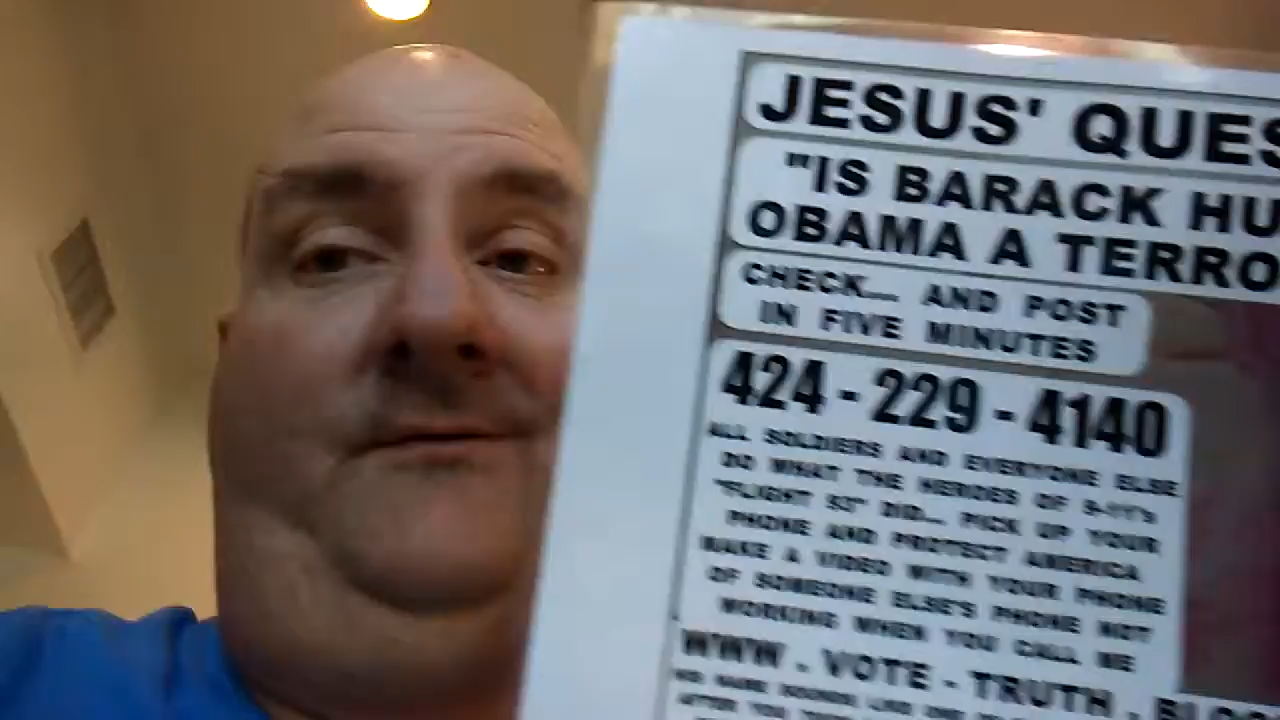 JESUS' QUES
"IS BARACK HU
OBAMA A TERRO
CHECK... AND POST
IN FIVE MINUTES
424 - 229 - 4140
ALL SOLDIERS AND EVERYONE ELSE
DO WHAT THE HEROES OF 9-11'S
"FLIGHT 93" DID... PICK UP YOUR
PHONE AND PROTECT AMERICA
MAKE A VIDEO WITH YOUR PHONE
OF SOMEONE ELSE'S PHONE NOT
WORKING WHEN YOU CALL ME
WWW . VOTE - TRUTH . BLOG